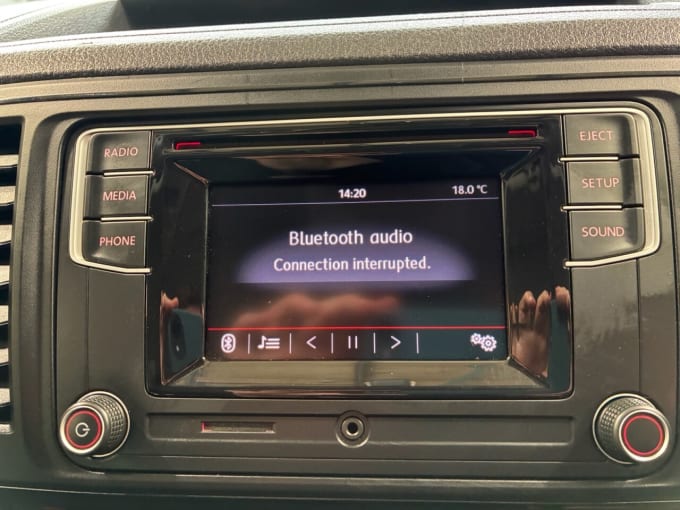 RADIO
MEDIA
PHONE
14:20
18.0 °C
Bluetooth audio
Connection interrupted.
EJECT
SETUP
SOUND